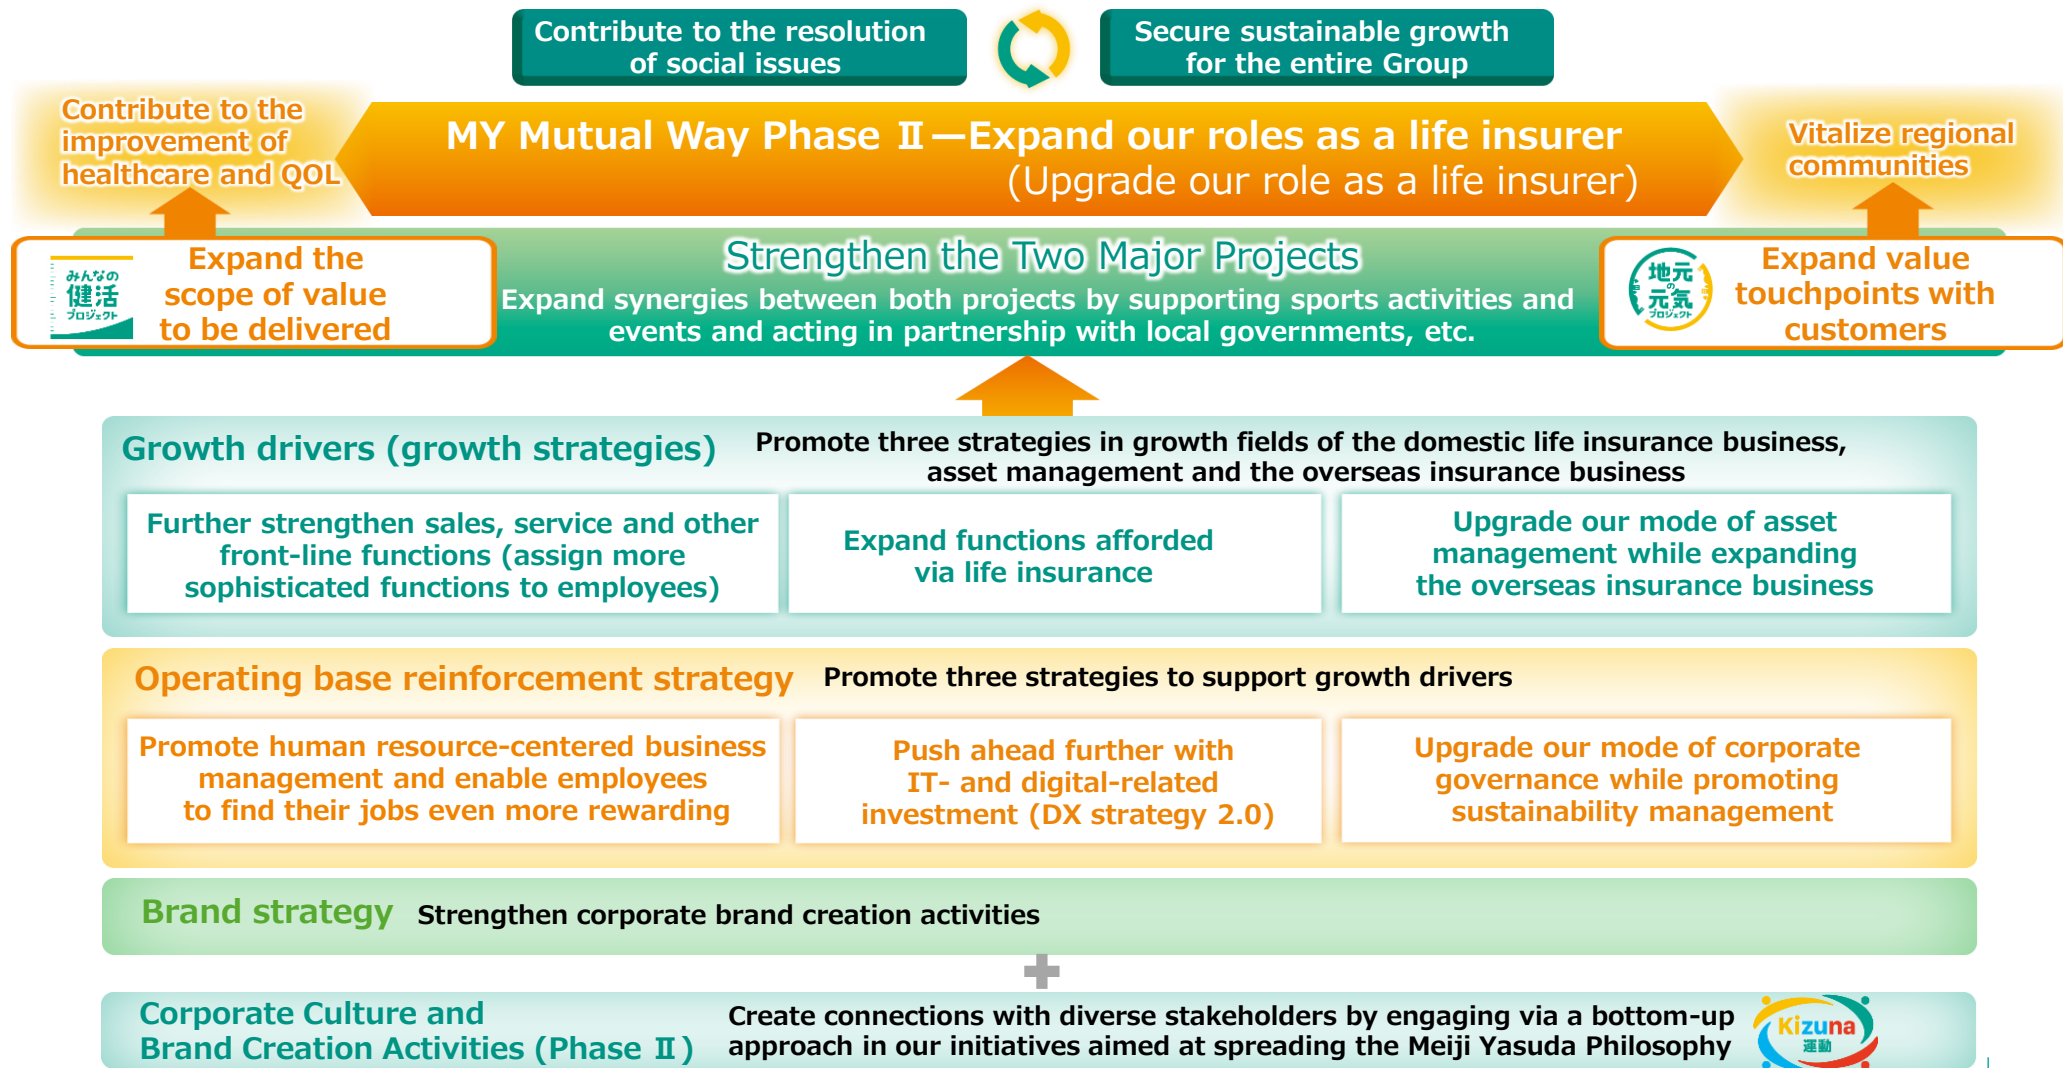 Contribute to the resolution
of social issues
Secure sustainable growth
for the entire Group
Contribute to the
improvement of
healthcare and QOL
MY Mutual Way Phase Ⅱ—Expand our roles as a life insurer
(Upgrade our role as a life insurer)
Vitalize regional
communities
みんなの
健活
プロジェクト
Expand the
scope of value
to be delivered
Strengthen the Two Major Projects
Expand synergies between both projects by supporting sports activities and
events and acting in partnership with local governments, etc.
地元
の
元気
プロジェクト
Expand value
touchpoints with
customers
Growth drivers (growth strategies)
Promote three strategies in growth fields of the domestic life insurance business,
asset management and the overseas insurance business
Further strengthen sales, service and other
front-line functions (assign more
sophisticated functions to employees)
Expand functions afforded
via life insurance
Upgrade our mode of asset
management while expanding
the overseas insurance business
Operating base reinforcement strategy
Promote three strategies to support growth drivers
Promote human resource-centered business
management and enable employees
to find their jobs even more rewarding
Push ahead further with
IT- and digital-related
investment (DX strategy 2.0)
Upgrade our mode of corporate
governance while promoting
sustainability management
Brand strategy
Strengthen corporate brand creation activities
Corporate Culture and
Brand Creation Activities (Phase Ⅱ)
Create connections with diverse stakeholders by engaging via a bottom-up
approach in our initiatives aimed at spreading the Meiji Yasuda Philosophy
Kizuna
運動